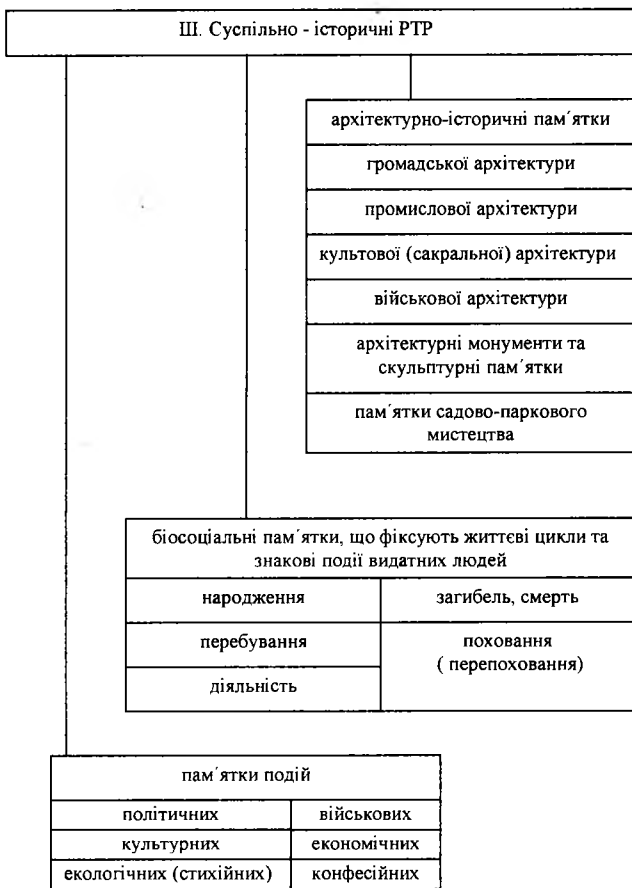 III. Суспільно - історичні РТР
архітектурно-історичні пам´ятки
громадської архітектури
промислової архітектури
культової (сакральної) архітектури
військової архітектури
архітектурні монументи та
скульптурні пам´ятки
пам´ятки садово-паркового
мистецтва
біосоціальні пам´ятки, що фіксують життєві цикли та
знакові події видатних людей
народження
загибель, смерть
перебування
поховання
( перепоховання)
діяльність
пам´ятки подій
політичних
військових
культурних
економічних
екологічних (стихійних)
конфесійних